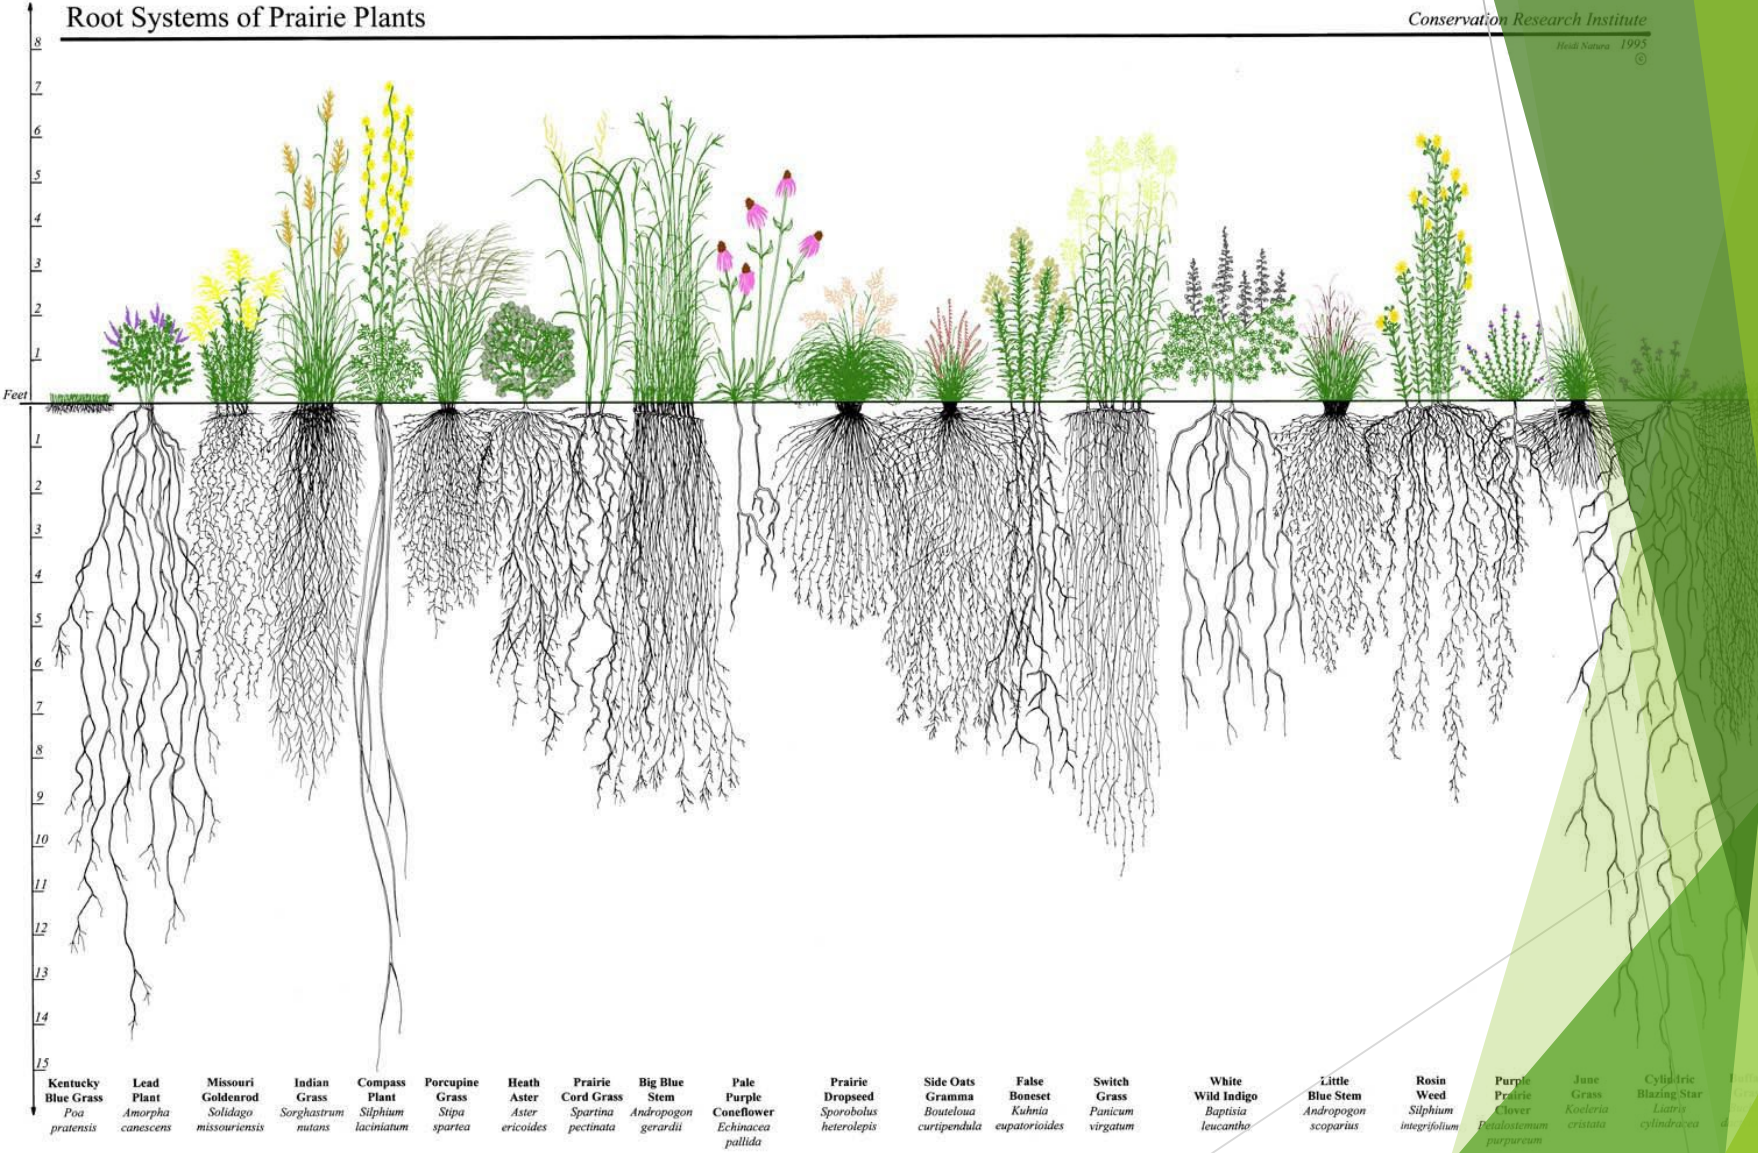 Root Systems of Prairie Plants
Conservation Research Institute
Heidi Natura 1995
©
8
7
6
5
4
3
2
1
Feet
1
2
3
4
5
6
7
8
9
10
11
12
13
14
15
Kentucky
Blue Grass
Poa
pratensis
Lead
Plant
Amorpha
canescens
Missouri
Goldenrod
Solidago
missouriensis
Indian
Grass
Sorghastrum
nutans
Compass
Plant
Silphium
laciniatum
Porcupine
Grass
Stipa
spartea
Heath
Aster
Aster
ericoides
Prairie
Cord Grass
Spartina
pectinata
Big Blue
Stem
Andropogon
gerardii
Pale
Purple
Coneflower
Echinacea
pallida
Prairie
Dropseed
Sporobolus
heterolepis
Side Oats
Gramma
Bouteloua
curtipendula
False
Boneset
Kuhnia
eupatorioides
Switch
Grass
Panicum
virgatum
White
Wild Indigo
Baptisia
leucantha
Little
Blue Stem
Andropogon
scoparius
Rosin
Weed
Silphium
integrifolium
Purple
Prairie
Clover
Petalostemum
purpureum
June
Grass
Koeleria
cristata
Cylindric
Blazing Star
Liatris
cylindracea